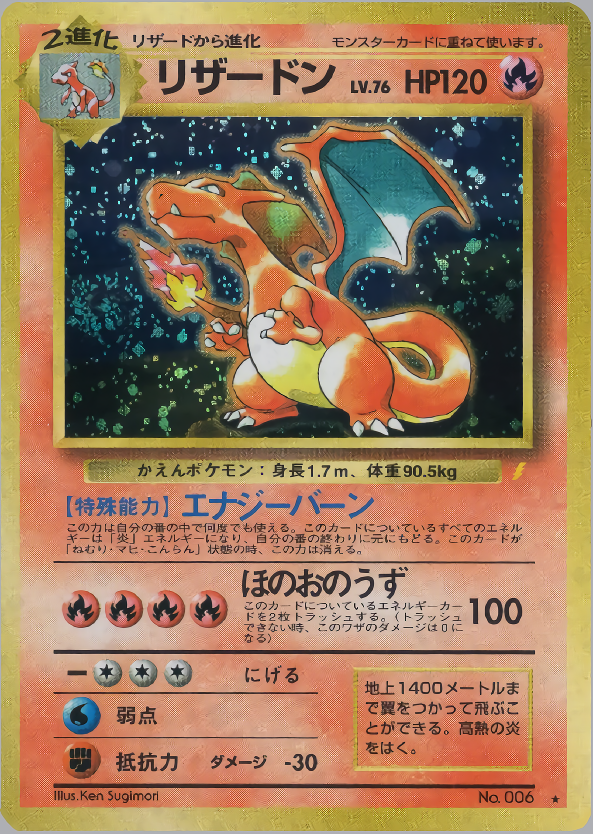 2進化 リザードから進化 モンスターカードに重ねて使います。
リザードン LV.76 HP120
かえんポケモン：身長1.7m、体重90.5kg
【特殊能力】エナジーバーン
この力は自分の番の中で何度でも使える。このカードについているすべてのエネル
ギーは「炎」エネルギーになり、自分の番の終わりに元にもどる。このカードが
「ねむり・マヒ・こんらん」状態の時、この力は消える。
ほのおのうず
このカードについているエネルギーカー
ドを2枚トラッシュする。（トラッシュ
できない時、このワザのダメージは0に
なる）
100
ー にげる
弱点
抵抗力 ダメージ -30
地上1400メートルま
で翼をつかって飛ぶこ
とができる。高熱の炎
をはく。
Illus.Ken Sugimori No. 006 ★